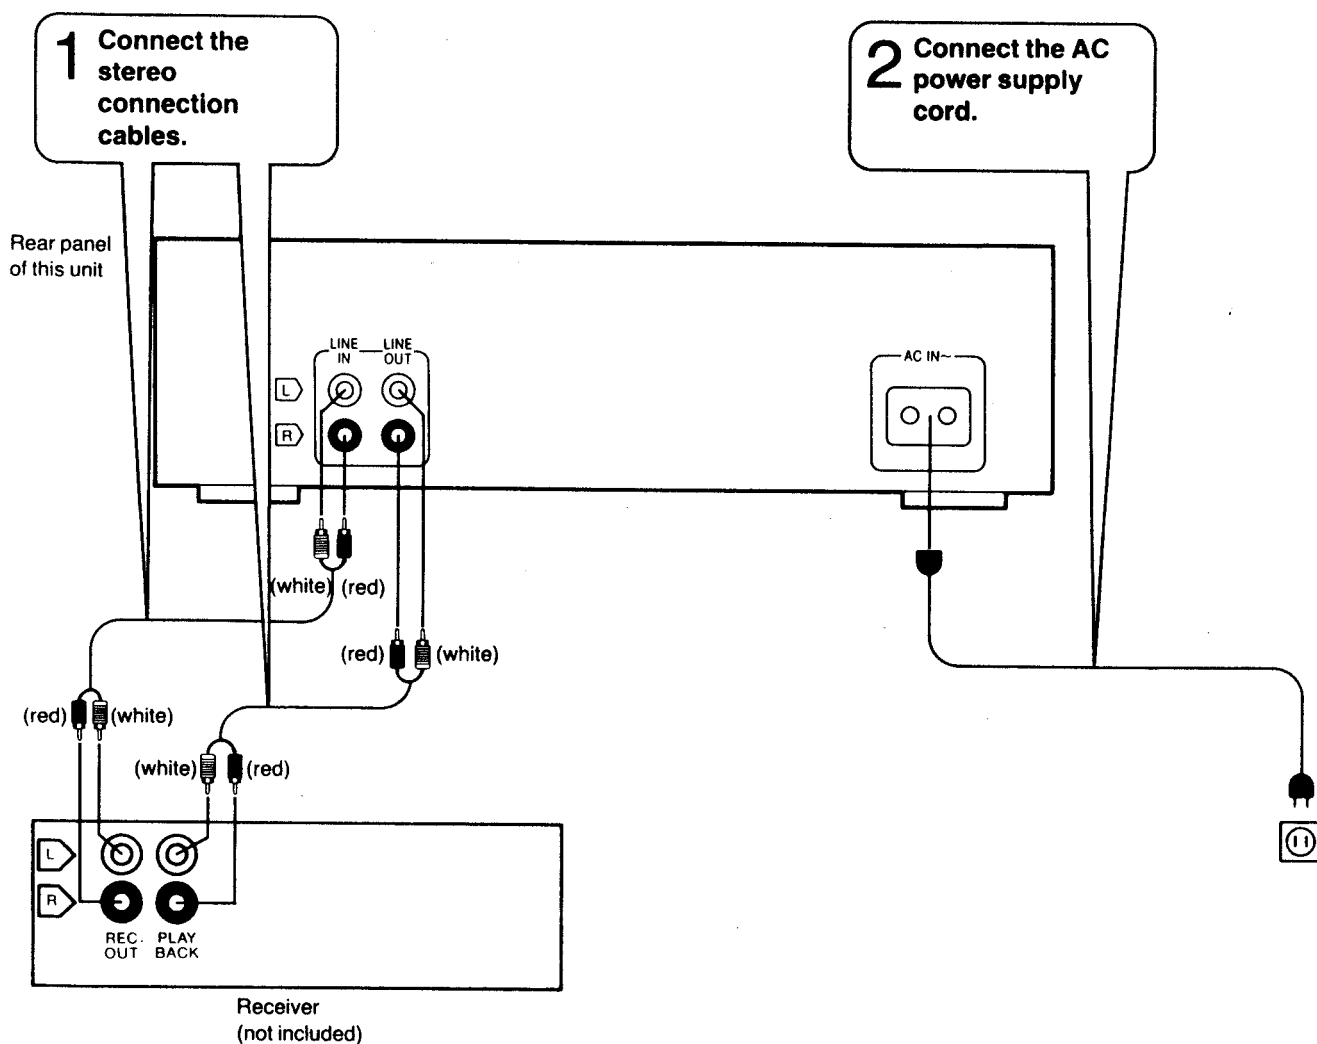 1 Connect the
stereo
connection
cables.
2 Connect the AC
power supply
cord.
Rear panel
of this unit
LINE IN
LINE OUT
L
R
AC IN~
(white) (red)
(red) (white)
(red) (white)
(white) (red)
L
R
REC. OUT
PLAY BACK
Receiver
(not included)